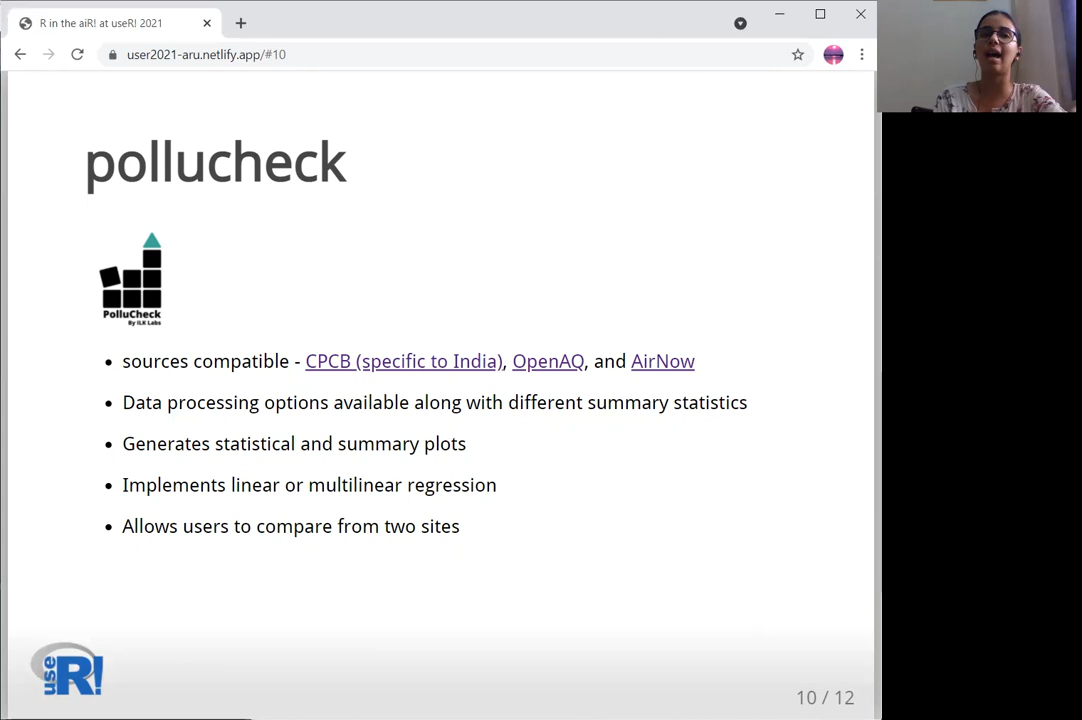 R in the aiR! at useR! 2021
user2021-aru.netlify.app/#10
pollucheck
PolluCheck
By ILK Labs
sources compatible - CPCB (specific to India), OpenAQ, and AirNow
Data processing options available along with different summary statistics
Generates statistical and summary plots
Implements linear or multilinear regression
Allows users to compare from two sites
useR!
10 / 12